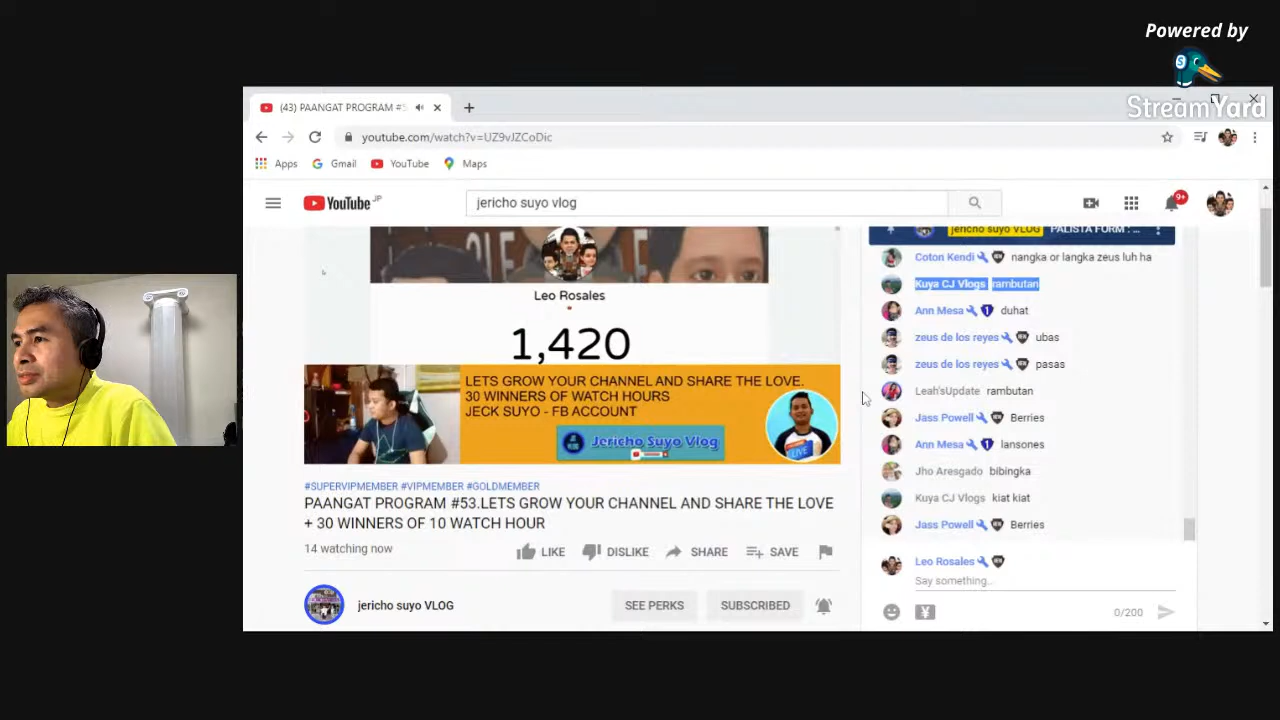 Powered by
StreamYard
(43) PAANGAT PROGRAM #5
youtube.com/watch?v=UZ9vJZCoDic
Apps
Gmail
YouTube
Maps
YouTube JP
jericho suyo vlog
9+
Leo Rosales
1,420
LETS GROW YOUR CHANNEL AND SHARE THE LOVE.
30 WINNERS OF WATCH HOURS
JECK SUYO - FB ACCOUNT
Jericho Suyo Vlog
LIVE
#SUPERVIPMEMBER #VIPMEMBER #GOLDMEMBER
PAANGAT PROGRAM #53.LETS GROW YOUR CHANNEL AND SHARE THE LOVE
+ 30 WINNERS OF 10 WATCH HOUR
14 watching now
LIKE
DISLIKE
SHARE
SAVE
jericho suyo VLOG
SEE PERKS
SUBSCRIBED
jericho suyo VLOG PALISTA FORM : ...
Coton Kendi nangka or langka zeus luh ha
Kuya CJ Vlogs rambutan
Ann Mesa duhat
zeus de los reyes ubas
zeus de los reyes pasas
Leah'sUpdate rambutan
Jass Powell Berries
Ann Mesa lansones
Jho Aresgado bibingka
Kuya CJ Vlogs kiat kiat
Jass Powell Berries
Leo Rosales
Say something...
0/200